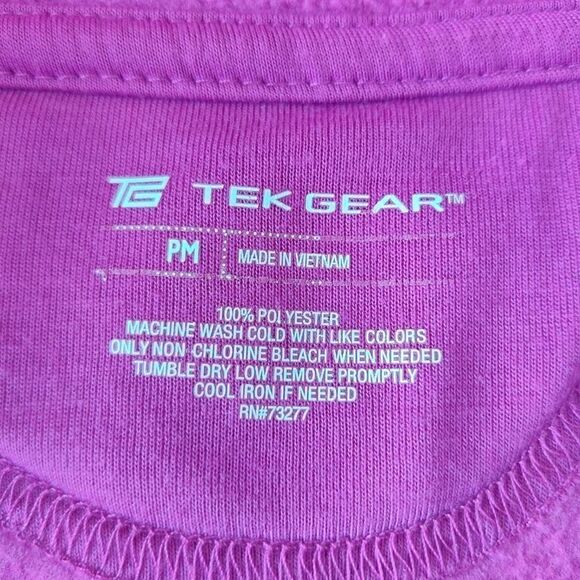 TG TEK GEAR™
PM MADE IN VIETNAM
100% POLYESTER
MACHINE WASH COLD WITH LIKE COLORS
ONLY NON-CHLORINE BLEACH WHEN NEEDED
TUMBLE DRY LOW REMOVE PROMPTLY
COOL IRON IF NEEDED
RN#73277